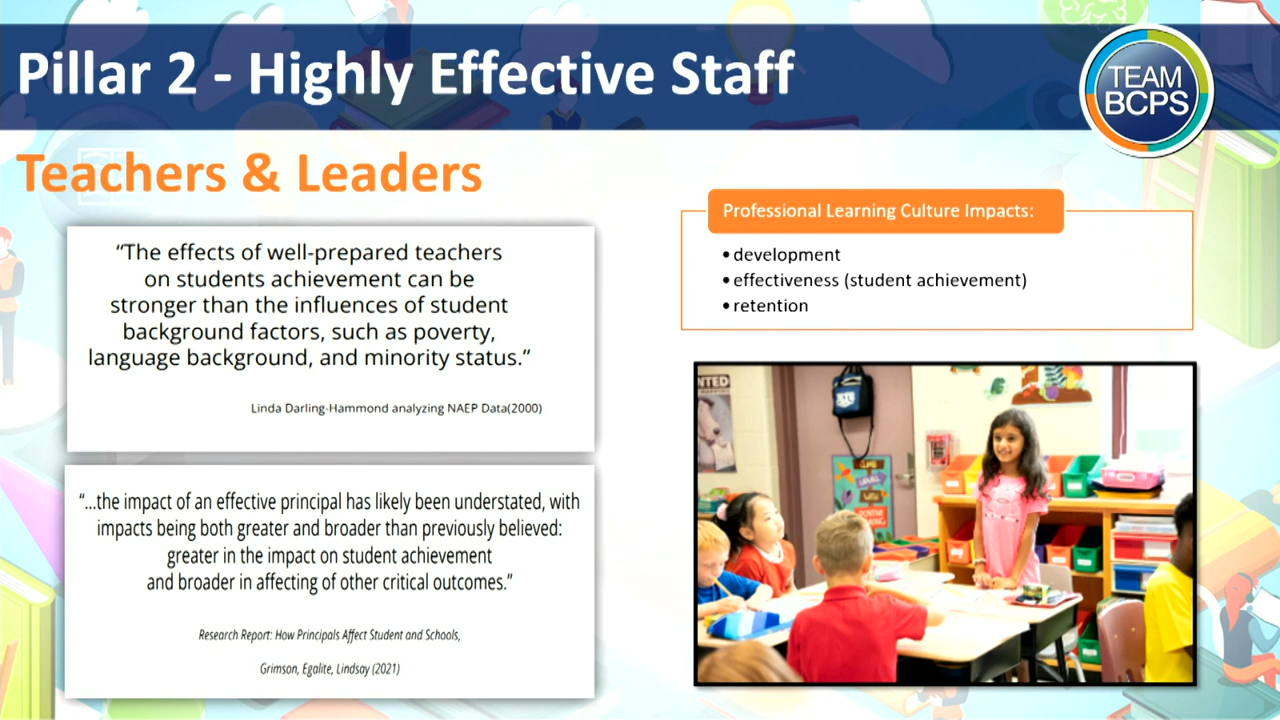 Pillar 2 - Highly Effective Staff
TEAM
BCPS
Teachers & Leaders
“The effects of well-prepared teachers
on students achievement can be
stronger than the influences of student
background factors, such as poverty,
language background, and minority status.”
Linda Darling-Hammond analyzing NAEP Data(2000)
“...the impact of an effective principal has likely been understated, with
impacts being both greater and broader than previously believed:
greater in the impact on student achievement
and broader in affecting of other critical outcomes.”
Research Report: How Principals Affect Student and Schools,
Grimson, Egalite, Lindsay (2021)
Professional Learning Culture Impacts:
• development
• effectiveness (student achievement)
• retention
NTED